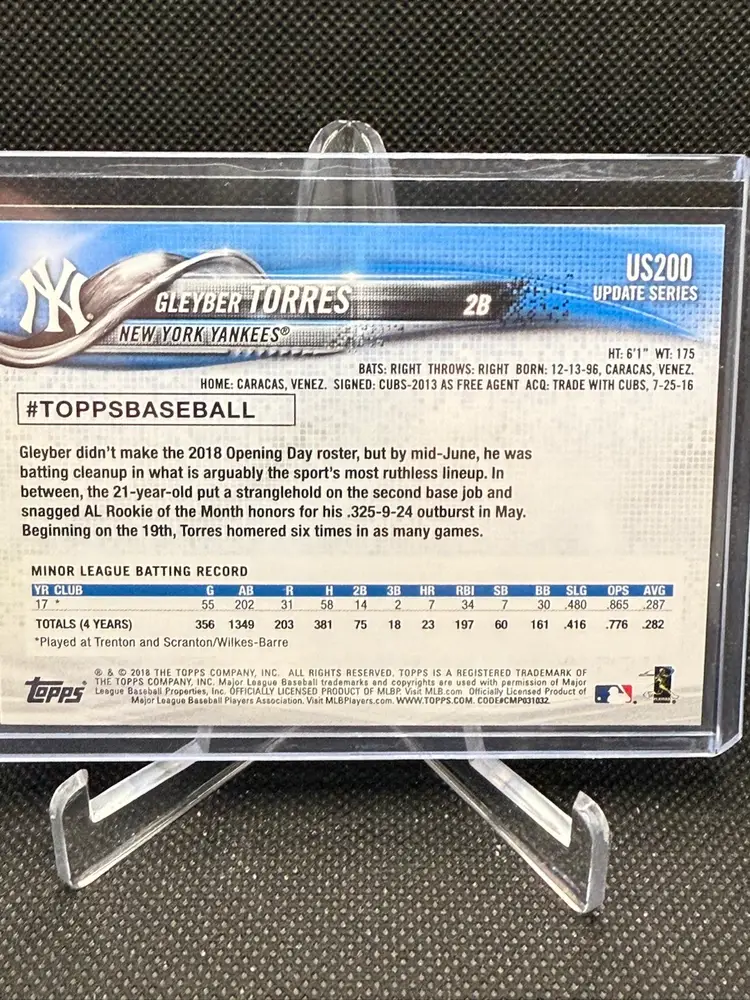 NY
GLEYBER TORRES
2B
US200
UPDATE SERIES
NEW YORK YANKEES®
HT: 6'1" WT: 175
BATS: RIGHT THROWS: RIGHT BORN: 12-13-96, CARACAS, VENEZ.
HOME: CARACAS, VENEZ. SIGNED: CUBS-2013 AS FREE AGENT ACQ: TRADE WITH CUBS, 7-25-16
#TOPPSBASEBALL
Gleyber didn't make the 2018 Opening Day roster, but by mid-June, he was
batting cleanup in what is arguably the sport's most ruthless lineup. In
between, the 21-year-old put a stranglehold on the second base job and
snagged AL Rookie of the Month honors for his .325-9-24 outburst in May.
Beginning on the 19th, Torres homered six times in as many games.
MINOR LEAGUE BATTING RECORD
YR CLUB G AB R H 2B 3B HR RBI SB BB SLG OPS AVG
17 * 55 202 31 58 14 2 7 34 7 30 .480 .865 .287
TOTALS (4 YEARS) 356 1349 203 381 75 18 23 197 60 161 .416 .776 .282
*Played at Trenton and Scranton/Wilkes-Barre
Topps®
® & © 2018 THE TOPPS COMPANY, INC. ALL RIGHTS RESERVED. TOPPS IS A REGISTERED TRADEMARK OF
THE TOPPS COMPANY, INC. Major League Baseball trademarks and copyrights are used with permission of Major
League Baseball Properties, Inc. OFFICIALLY LICENSED PRODUCT OF MLBP. Visit MLB.com Officially Licensed Product of
Major League Baseball Players Association. Visit MLBPlayers.com. WWW.TOPPS.COM. CODE#CMP031032